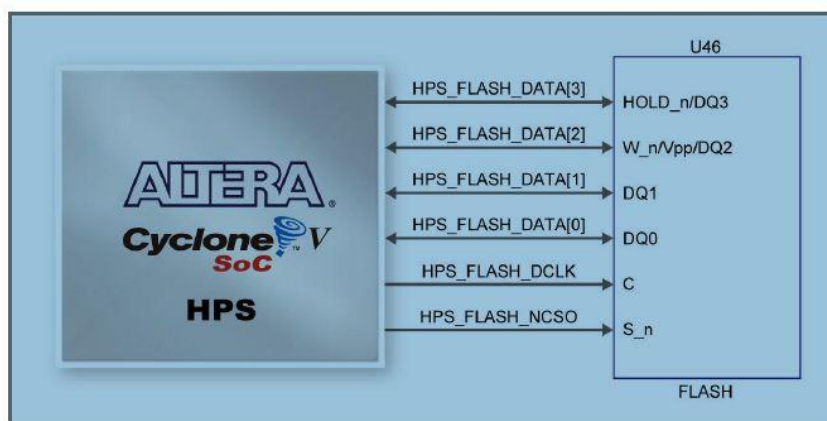 U46
HPS_FLASH_DATA[3]
HOLD_n/DQ3
HPS_FLASH_DATA[2]
W_n/Vpp/DQ2
HPS_FLASH_DATA[1]
DQ1
HPS_FLASH_DATA[0]
DQ0
HPS_FLASH_DCLK
C
HPS_FLASH_NCSO
S_n
FLASH
ALTERA®
Cyclone™ V
SoC
HPS